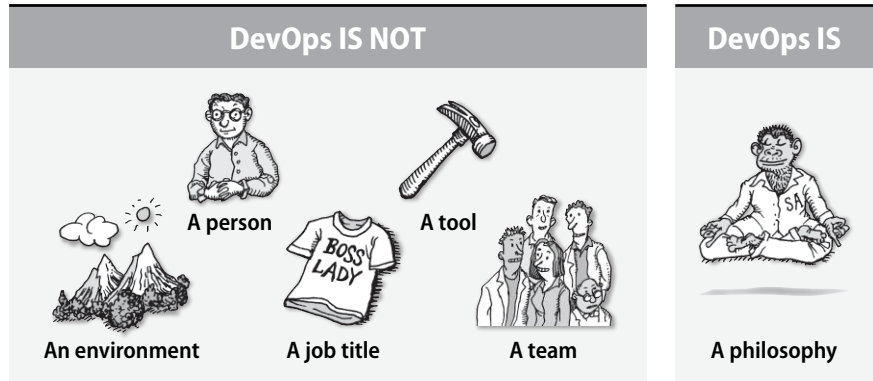 DevOps IS NOT
DevOps IS
A person
A tool
BOSS
LADY
SA
An environment
A job title
A team
A philosophy